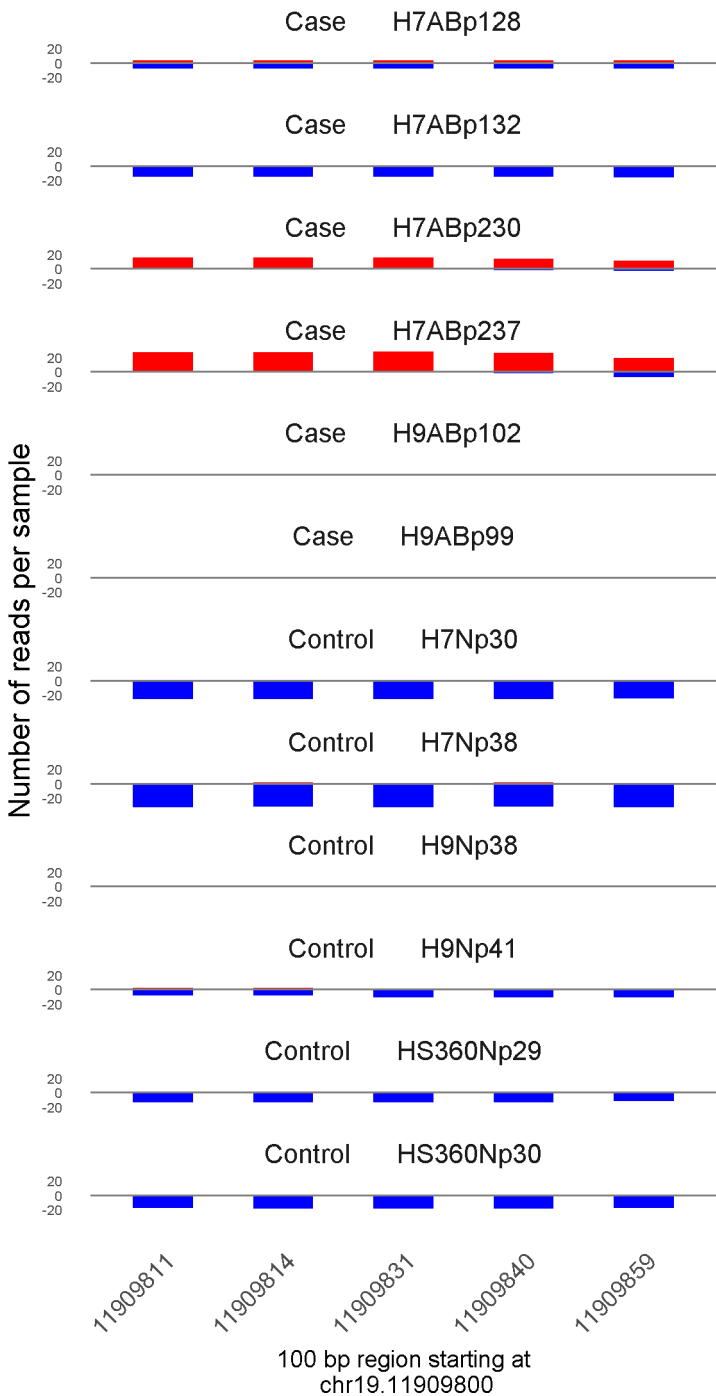 Case H7ABp128
20
0
-20
Case H7ABp132
20
0
-20
Case H7ABp230
20
0
-20
Case H7ABp237
20
0
-20
Case H9ABp102
20
0
-20
Case H9ABp99
20
0
-20
Control H7Np30
20
0
-20
Control H7Np38
20
0
-20
Control H9Np38
20
0
-20
Control H9Np41
20
0
-20
Control HS360Np29
20
0
-20
Control HS360Np30
20
0
-20
Number of reads per sample
11909811 11909814 11909831 11909840 11909859
100 bp region starting at
chr19.11909800